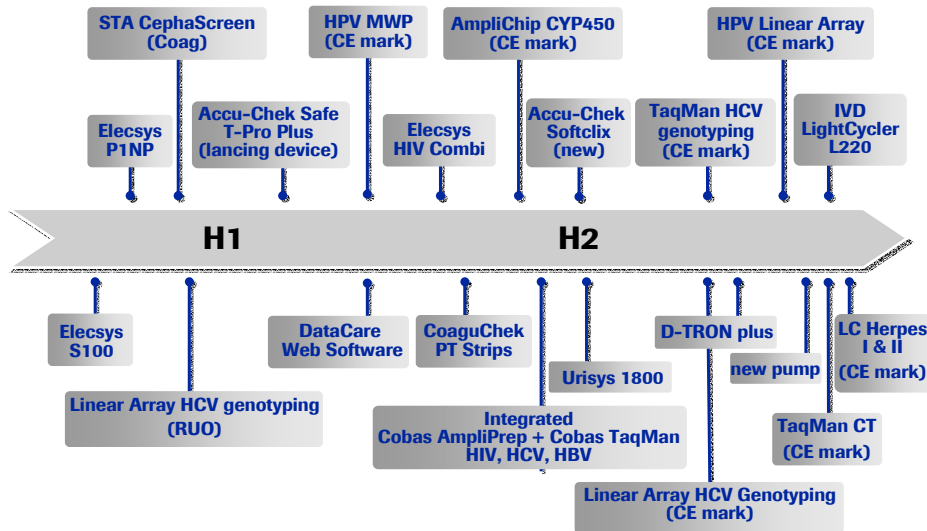 STA CephaScreen
(Coag)
HPV MWP
(CE mark)
AmpliChip CYP450
(CE mark)
HPV Linear Array
(CE mark)
Elecsys
P1NP
Accu-Chek Safe
T-Pro Plus
(lancing device)
Elecsys
HIV Combi
Accu-Chek
Softclix
(new)
TaqMan HCV
genotyping
(CE mark)
IVD
LightCycler
L220
H1
H2
Elecsys
S100
Linear Array HCV genotyping
(RUO)
DataCare
Web Software
CoaguChek
PT Strips
Integrated
Cobas AmpliPrep + Cobas TaqMan
HIV, HCV, HBV
Urisys 1800
D-TRON plus
Linear Array HCV Genotyping
(CE mark)
new pump
TaqMan CT
(CE mark)
LC Herpes
I & II
(CE mark)